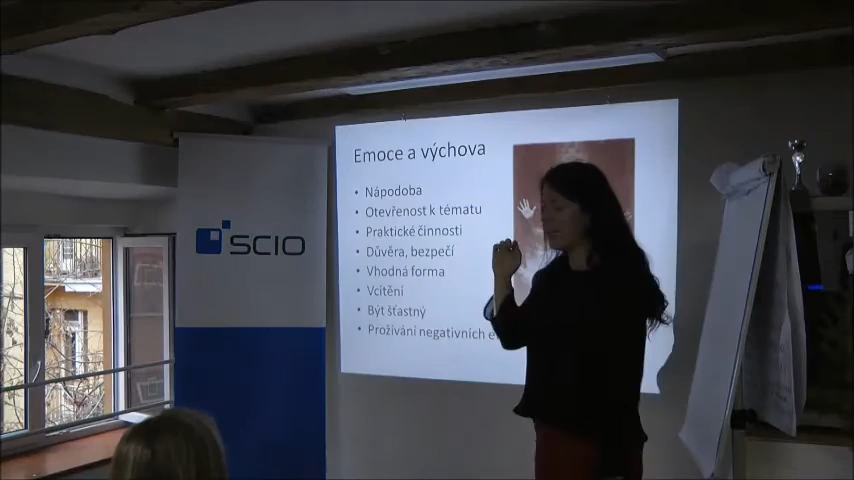 Emoce a výchova
• Nápodoba
• Otevřenost k tématu
• Praktické činnosti
• Důvěra, bezpečí
• Vhodná forma
• Vcítění
• Být šťastný
• Prožívání negativních
SCIO